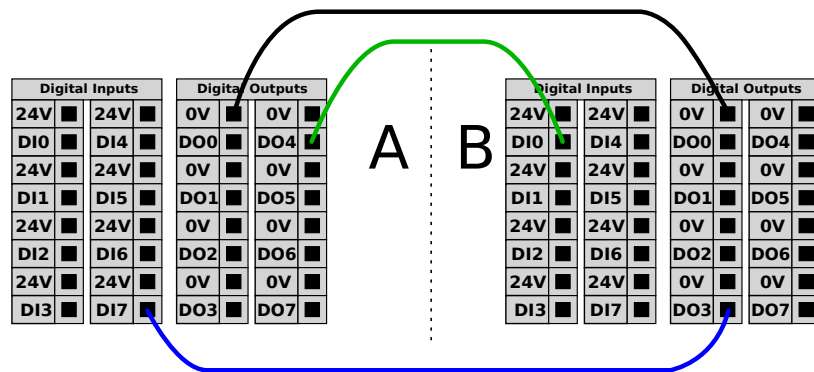 Digital Inputs Digital Outputs Digital Inputs Digital Outputs
24V 24V 0V 0V 24V 24V 0V 0V
DI0 DI4 DO0 DO4 A B DI0 DI4 DO0 DO4
24V 24V 0V 0V 24V 24V 0V 0V
DI1 DI5 DO1 DO5 DI1 DI5 DO1 DO5
24V 24V 0V 0V 24V 24V 0V 0V
DI2 DI6 DO2 DO6 DI2 DI6 DO2 DO6
24V 24V 0V 0V 24V 24V 0V 0V
DI3 DI7 DO3 DO7 DI3 DI7 DO3 DO7